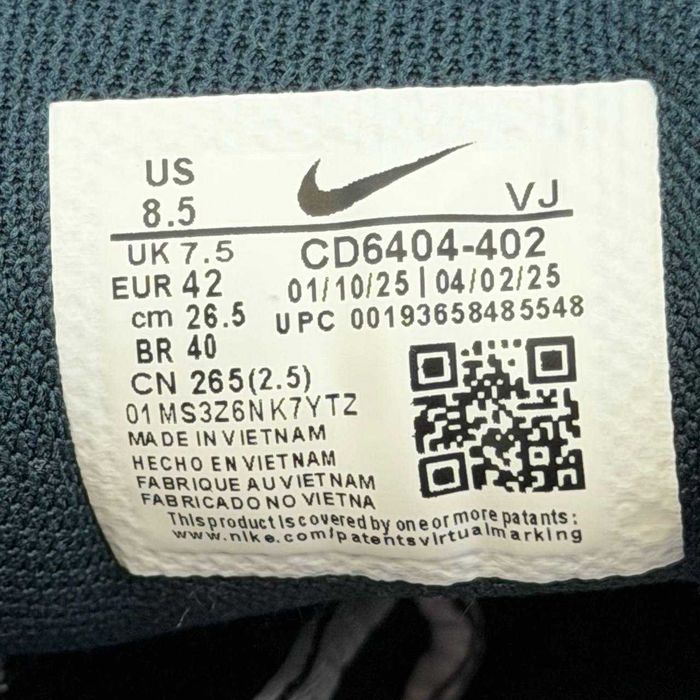 US
8.5
VJ
UK 7.5
CD6404-402
EUR 42
01/10/25 | 04/02/25
cm 26.5
UPC 00193658485548
BR 40
CN 265(2.5)
01MS3Z6NK7YTZ
MADE IN VIETNAM
HECHO EN VIETNAM
FABRIQUE AU VIETNAM
FABRICADO NO VIETNA
This product is covered by one or more patants:
www.nike.com/patentsvirtualmarking